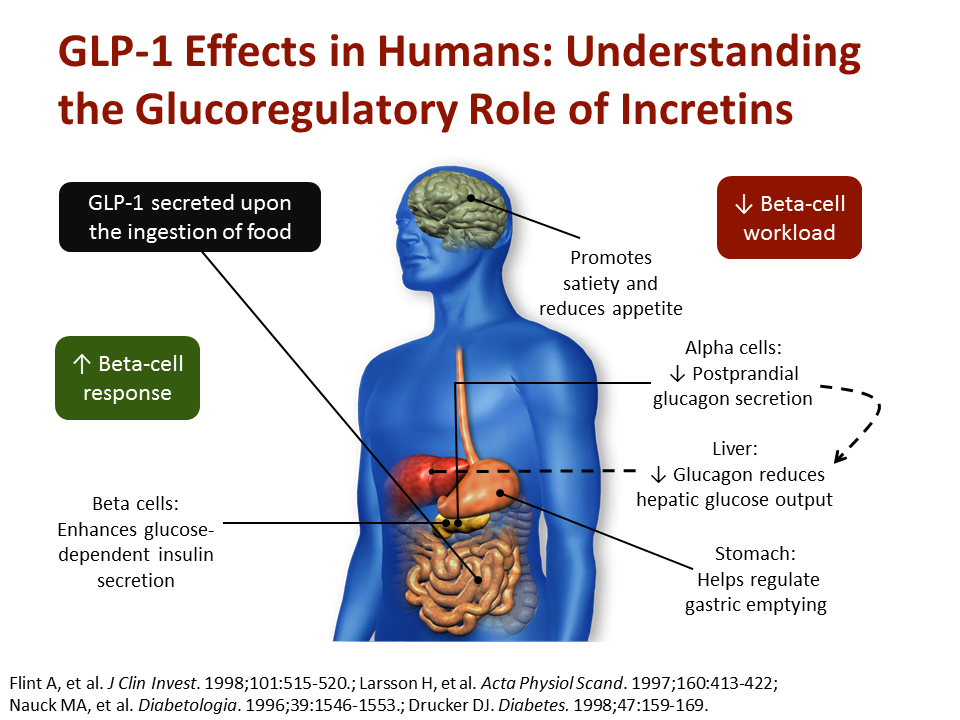 GLP-1 Effects in Humans: Understanding
the Glucoregulatory Role of Incretins
GLP-1 secreted upon
the ingestion of food
↓ Beta-cell
workload
Promotes
satiety and
reduces appetite
↑ Beta-cell
response
Alpha cells:
↓ Postprandial
glucagon secretion
Liver:
↓ Glucagon reduces
hepatic glucose output
Beta cells:
Enhances glucose-
dependent insulin
secretion
Stomach:
Helps regulate
gastric emptying
Flint A, et al. J Clin Invest. 1998;101:515-520.; Larsson H, et al. Acta Physiol Scand. 1997;160:413-422;
Nauck MA, et al. Diabetologia. 1996;39:1546-1553.; Drucker DJ. Diabetes. 1998;47:159-169.